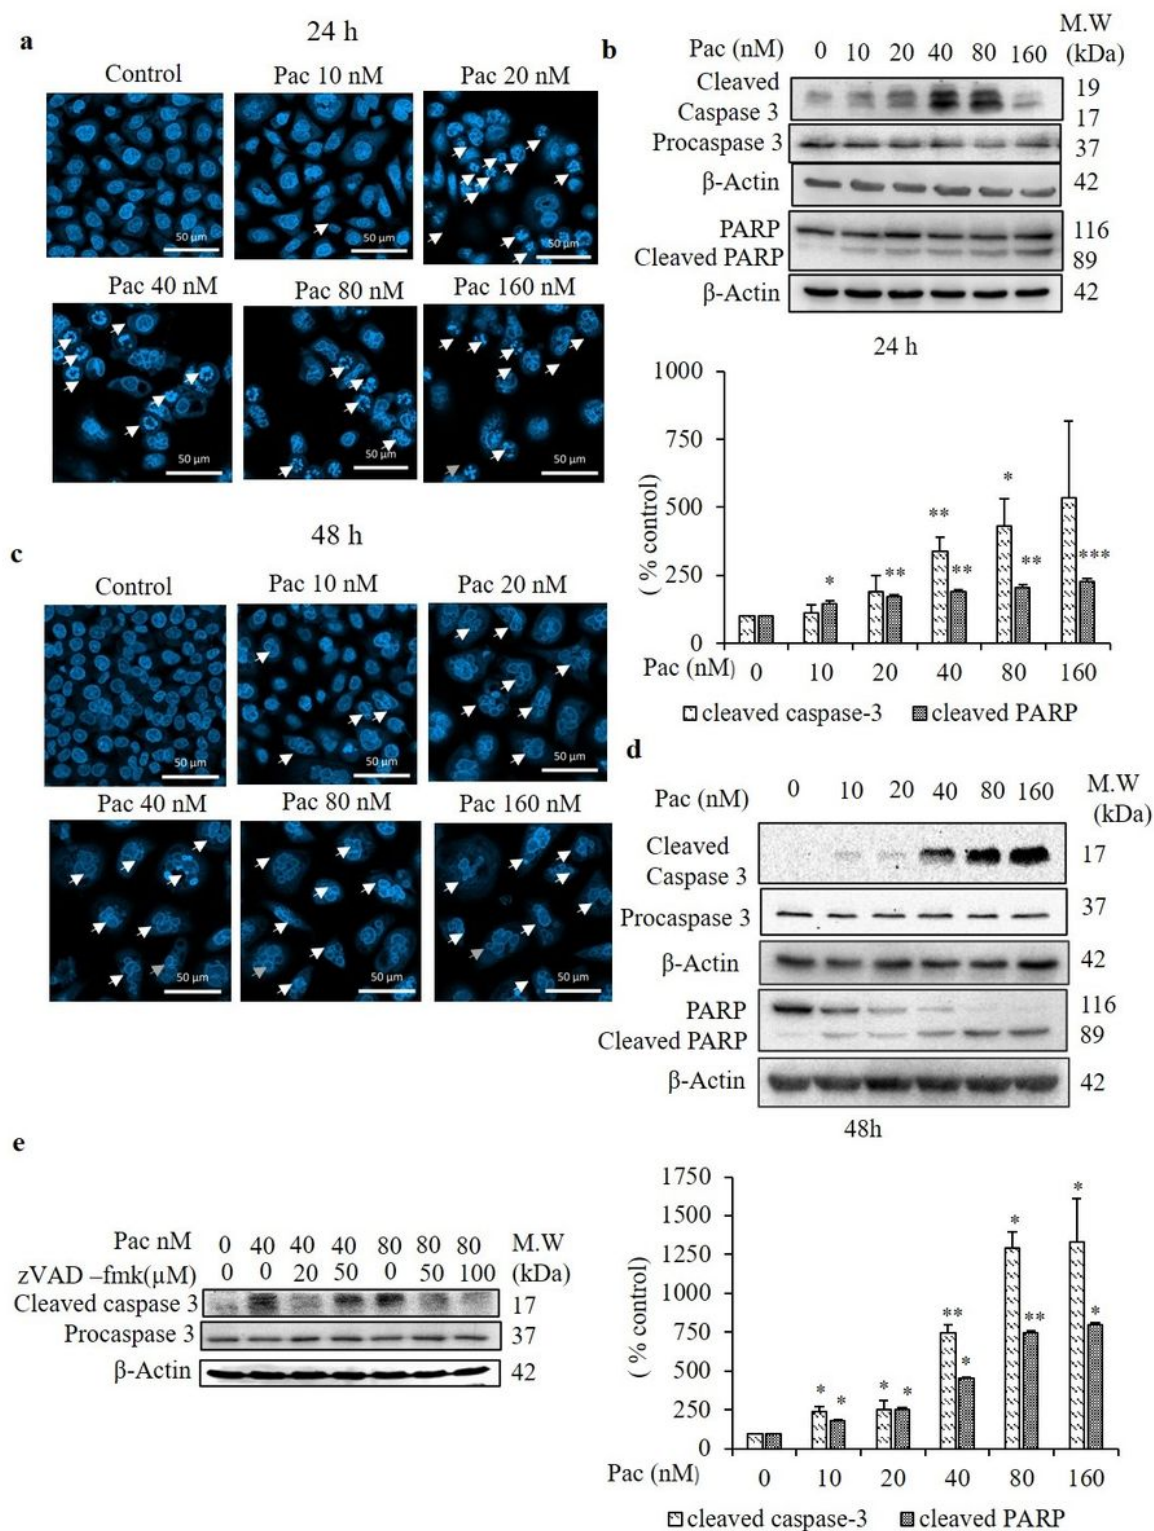 a
24 h
Control
Pac 10 nM
Pac 20 nM
50 µm
50 µm
50 µm
Pac 40 nM
Pac 80 nM
Pac 160 nM
50 µm
50 µm
50 µm
b
Pac (nM) 0 10 20 40 80 160 M.W (kDa)
Cleaved Caspase 3 19 17
Procaspase 3 37
β-Actin 42
PARP 116
Cleaved PARP 89
β-Actin 42
24 h
( % control)
1000
750
500
250
0
* ** ** ** * ** ***
Pac (nM) 0 10 20 40 80 160
cleaved caspase-3 cleaved PARP
c
48 h
Control
Pac 10 nM
Pac 20 nM
50 µm
50 µm
50 µm
Pac 40 nM
Pac 80 nM
Pac 160 nM
50 µm
50 µm
50 µm
d
Pac (nM) 0 10 20 40 80 160 M.W (kDa)
Cleaved Caspase 3 17
Procaspase 3 37
β-Actin 42
PARP 116
Cleaved PARP 89
β-Actin 42
48h
( % control)
1750
1500
1250
1000
750
500
250
0
* * * * ** * * ** * *
Pac (nM) 0 10 20 40 80 160
cleaved caspase-3 cleaved PARP
e
Pac nM 0 40 40 40 80 80 80 M.W
zVAD –fmk(µM) 0 0 20 50 0 50 100 (kDa)
Cleaved caspase 3 17
Procaspase 3 37
β-Actin 42